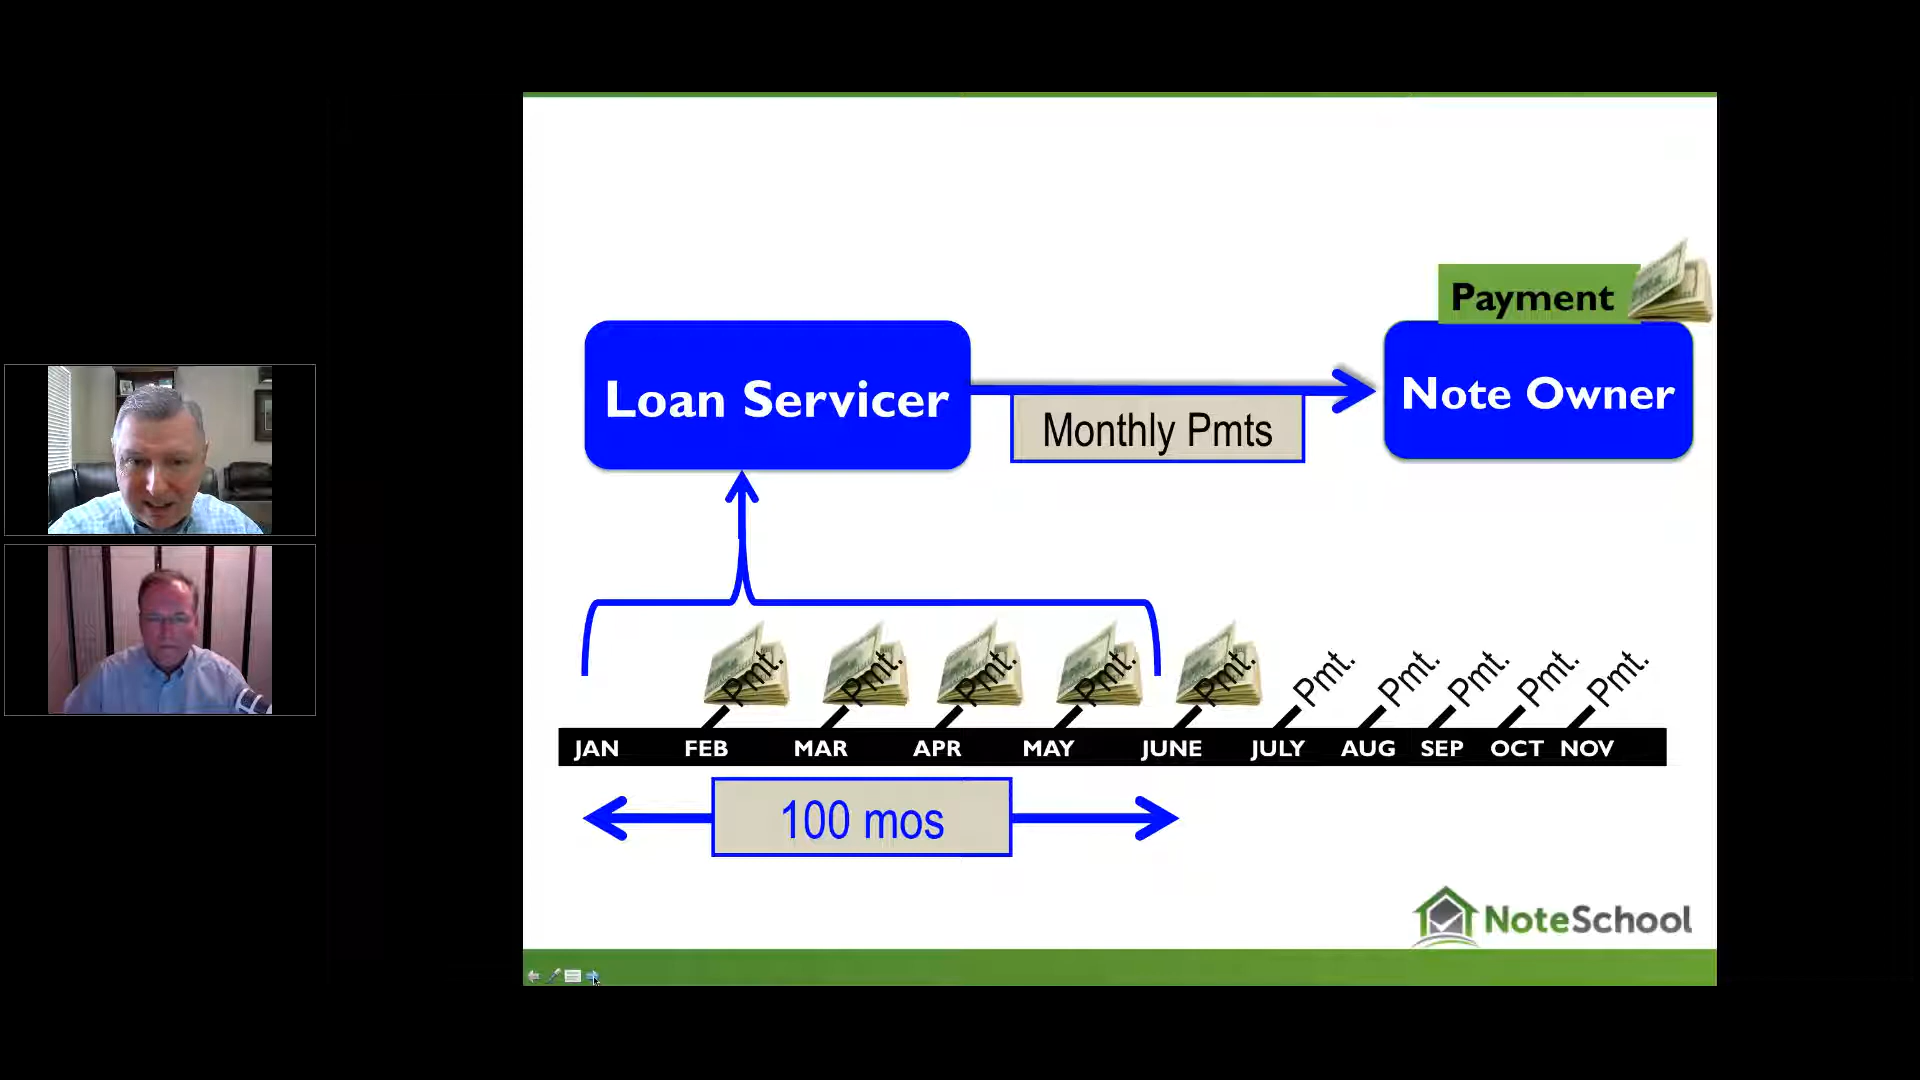 Payment
Loan Servicer
Note Owner
Monthly Pmts
Pmt. Pmt. Pmt. Pmt. Pmt. Pmt. Pmt. Pmt. Pmt. Pmt.
JAN FEB MAR APR MAY JUNE JULY AUG SEP OCT NOV
100 mos
NoteSchool